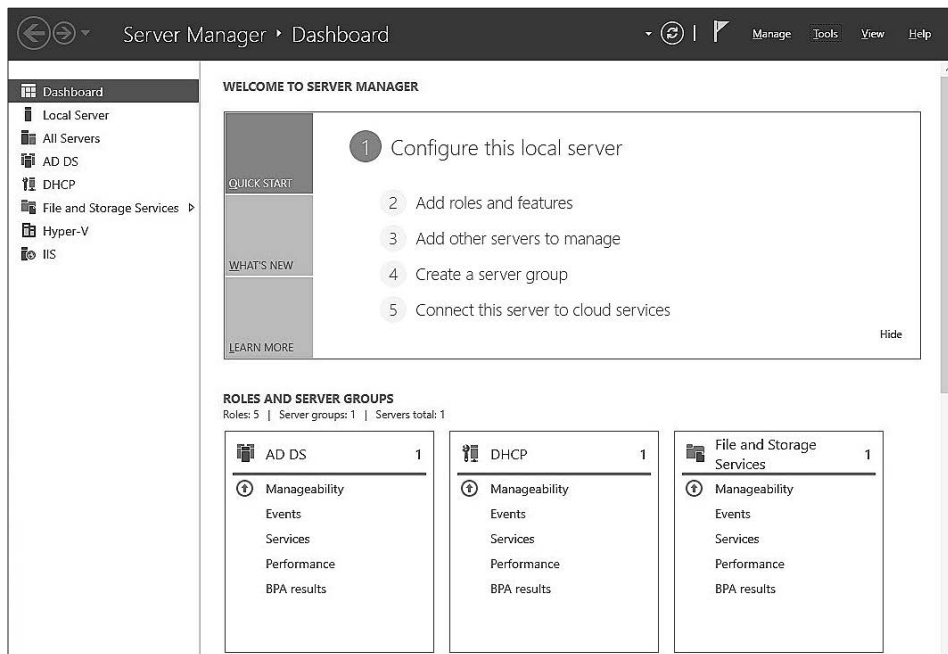 Server Manager ‣ Dashboard
Manage Tools View Help
Dashboard
Local Server
All Servers
AD DS
DHCP
File and Storage Services
Hyper-V
IIS
WELCOME TO SERVER MANAGER
QUICK START
WHAT'S NEW
LEARN MORE
1 Configure this local server
2 Add roles and features
3 Add other servers to manage
4 Create a server group
5 Connect this server to cloud services
Hide
ROLES AND SERVER GROUPS
Roles: 5 | Server groups: 1 | Servers total: 1
AD DS 1
Manageability
Events
Services
Performance
BPA results
DHCP 1
Manageability
Events
Services
Performance
BPA results
File and Storage
Services 1
Manageability
Events
Services
Performance
BPA results